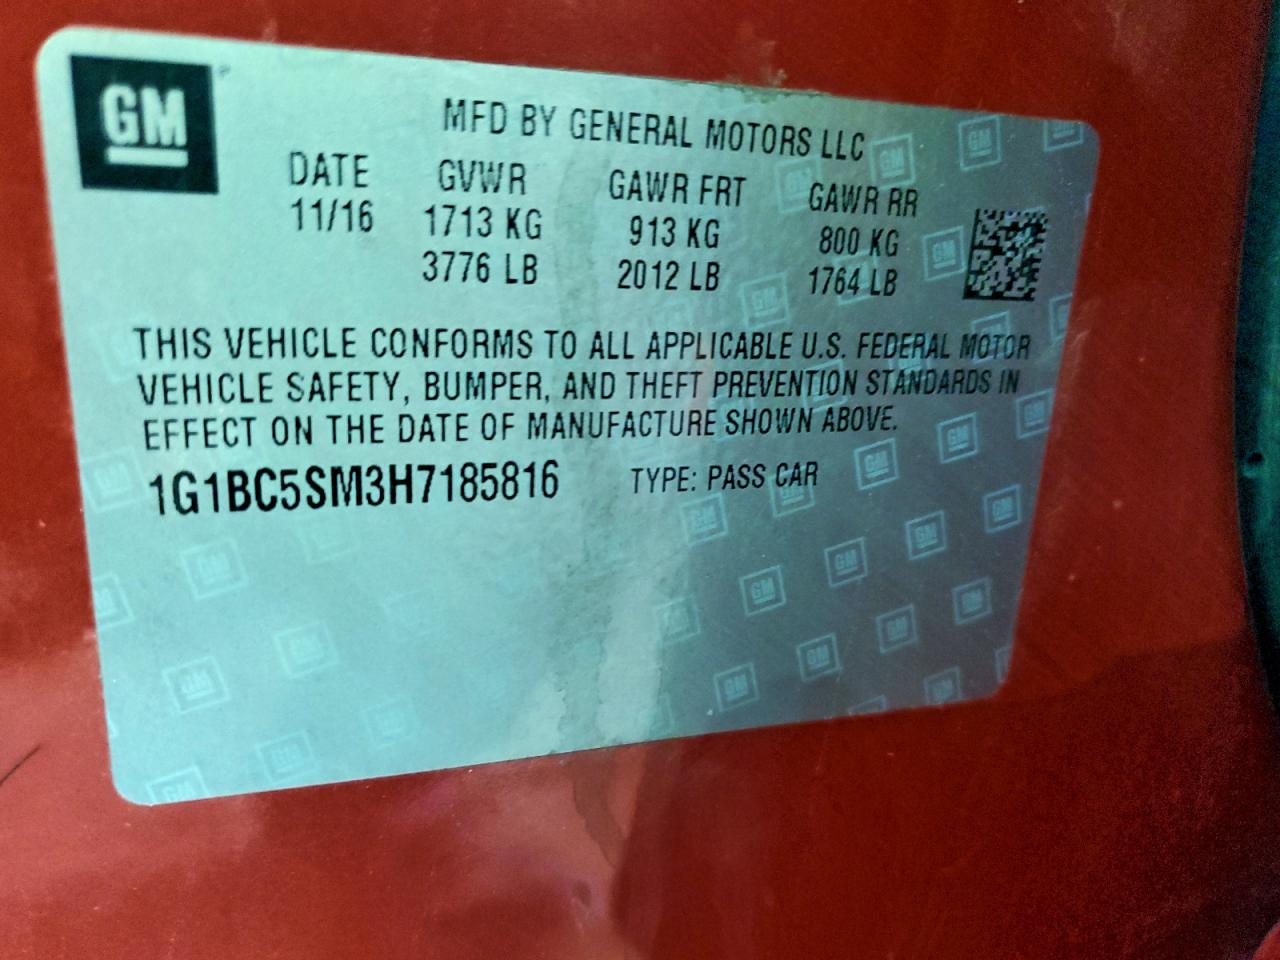 GM
MFD BY GENERAL MOTORS LLC
DATE GVWR GAWR FRT GAWR RR
11/16 1713 KG 913 KG 800 KG
3776 LB 2012 LB 1764 LB
THIS VEHICLE CONFORMS TO ALL APPLICABLE U.S. FEDERAL MOTOR
VEHICLE SAFETY, BUMPER, AND THEFT PREVENTION STANDARDS IN
EFFECT ON THE DATE OF MANUFACTURE SHOWN ABOVE.
1G1BC5SM3H7185816 TYPE: PASS CAR